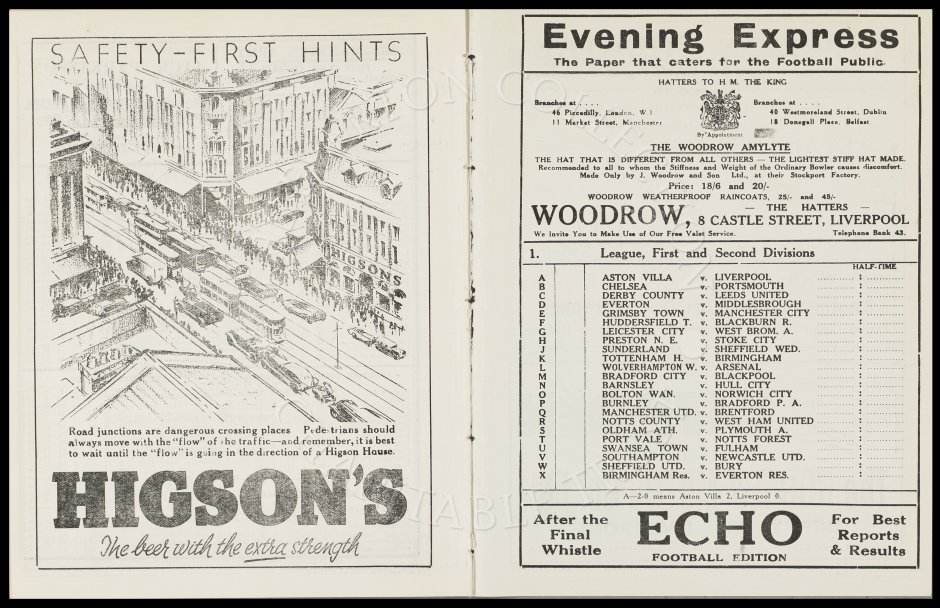 SAFETY-FIRST HINTS
HIGSONS
Road junctions are dangerous crossing places Pedestrians should
always move with the "flow" of the traffic—and remember, it is best
to wait until the "flow" is going in the direction of a Higson House.
HIGSON'S
The beer with the extra strength
Evening Express
The Paper that caters for the Football Public.
HATTERS TO H M. THE KING
Branches at . . . .
46 Piccadilly, London, W.1
11 Market Street, Manchester
By Appointment
Branches at . . . .
40 Westmoreland Street, Dublin
18 Donegall Place, Belfast
THE WOODROW AMYLYTE
THE HAT THAT IS DIFFERENT FROM ALL OTHERS — THE LIGHTEST STIFF HAT MADE.
Recommended to all to whom the Stiffness and Weight of the Ordinary Bowler causes discomfort.
Made Only by J. Woodrow and Son Ltd., at their Stockport Factory.
Price: 18/6 and 20/-
WOODROW WEATHERPROOF RAINCOATS, 25/- and 45/-
WOODROW, — THE HATTERS —
8 CASTLE STREET, LIVERPOOL
We Invite You to Make Use of Our Free Valet Service. Telephone Bank 43.
1. League, First and Second Divisions
HALF-TIME
A ASTON VILLA v. LIVERPOOL :
B CHELSEA v. PORTSMOUTH :
C DERBY COUNTY v. LEEDS UNITED :
D EVERTON v. MIDDLESBROUGH :
E GRIMSBY TOWN v. MANCHESTER CITY :
F HUDDERSFIELD T. v. BLACKBURN R. :
G LEICESTER CITY v. WEST BROM. A. :
H PRESTON N. E. v. STOKE CITY :
J SUNDERLAND v. SHEFFIELD WED. :
K TOTTENHAM H. v. BIRMINGHAM :
L WOLVERHAMPTON W. v. ARSENAL :
M BRADFORD CITY v. BLACKPOOL :
N BARNSLEY v. HULL CITY :
O BOLTON WAN. v. NORWICH CITY :
P BURNLEY v. BRADFORD P. A. :
Q MANCHESTER UTD. v. BRENTFORD :
R NOTTS COUNTY v. WEST HAM UNITED :
S OLDHAM ATH. v. PLYMOUTH A. :
T PORT VALE v. NOTTS FOREST :
U SWANSEA TOWN v. FULHAM :
V SOUTHAMPTON v. NEWCASTLE UTD. :
W SHEFFIELD UTD. v. BURY :
X BIRMINGHAM Res. v. EVERTON RES. :
A—2-0 means Aston Villa 2, Liverpool 0.
After the
Final
Whistle
ECHO
FOOTBALL EDITION
For Best
Reports
& Results